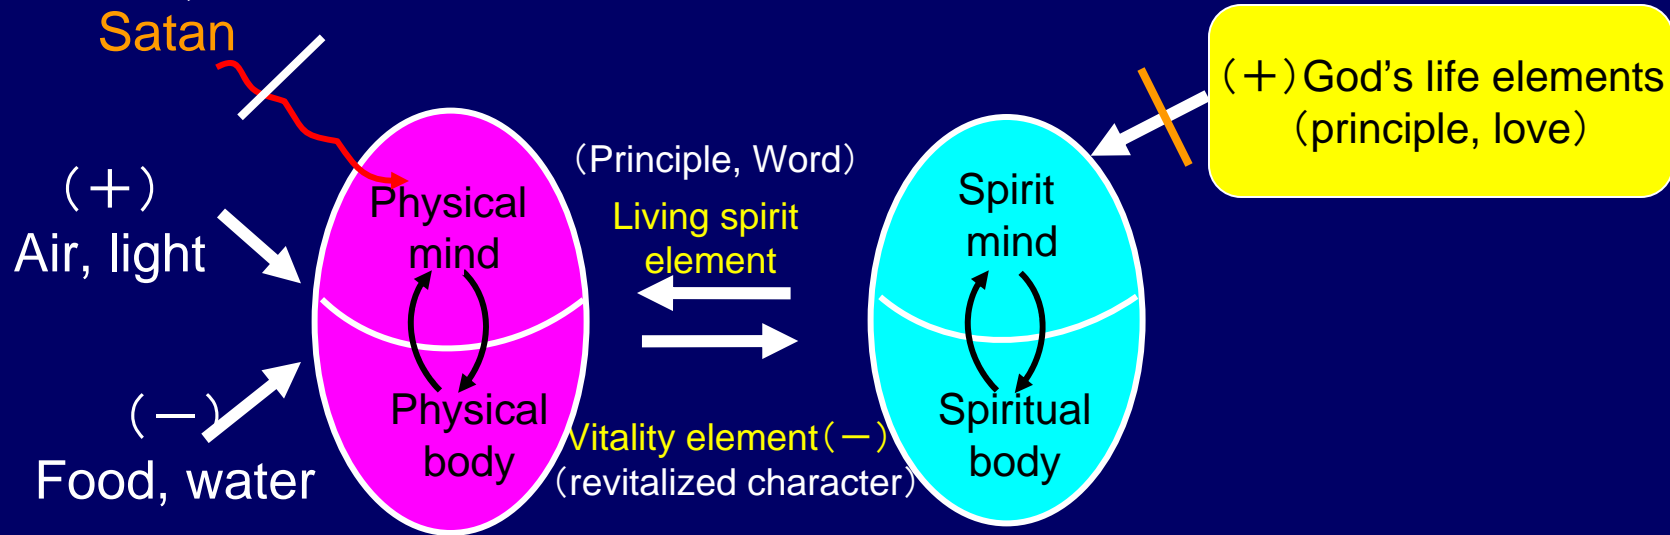 Satan
（＋）God’s life elements
（principle, love）
（＋）
Air, light
（－）
Food, water
Physical
mind
Physical
body
（Principle, Word）
Living spirit
element
Vitality element（－）
（revitalized character）
Spirit
mind
Spiritual
body